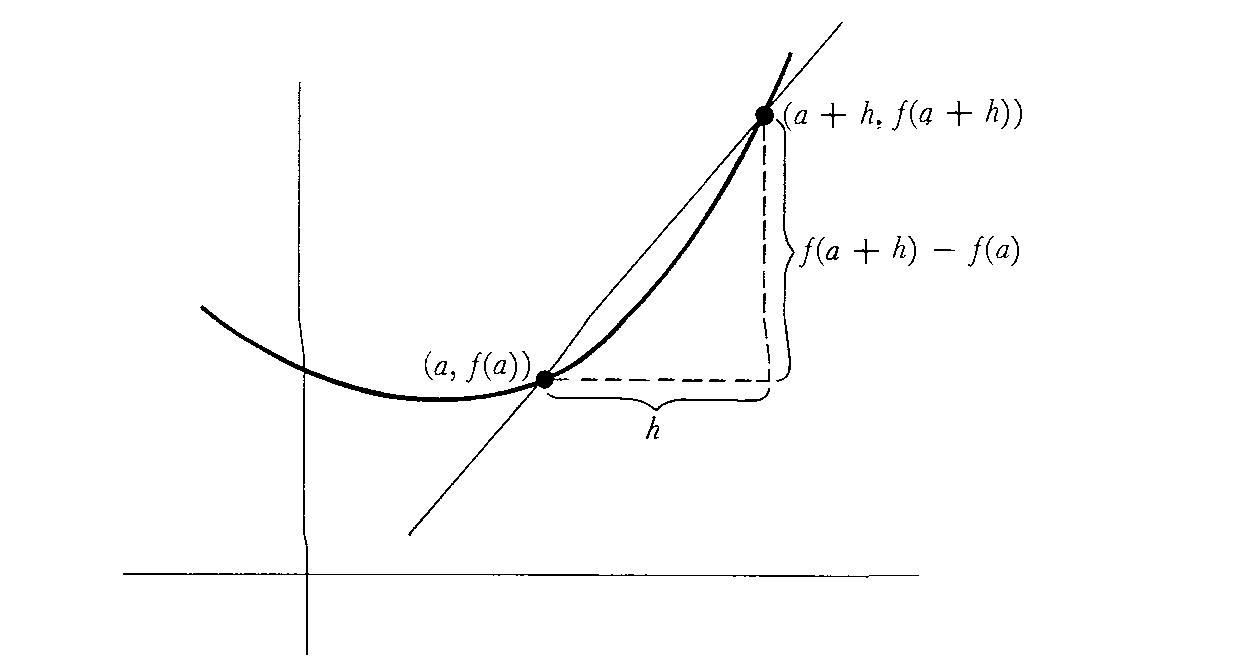 (a + h, f(a + h))
f(a + h) − f(a)
(a, f(a))
h